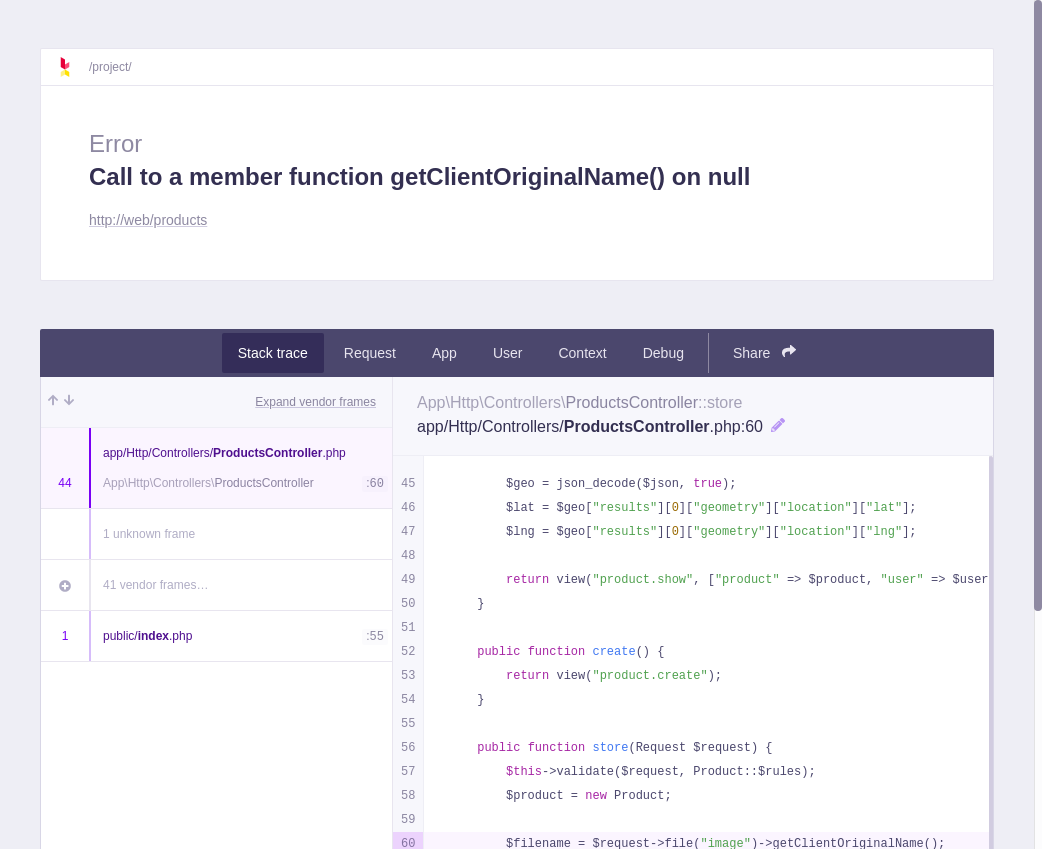 /project/
Error
Call to a member function getClientOriginalName() on null
http://web/products
Stack trace Request App User Context Debug Share
Expand vendor frames
app/Http/Controllers/ProductsController.php
44 App\Http\Controllers\ProductsController :60
1 unknown frame
41 vendor frames…
1 public/index.php :55
App\Http\Controllers\ProductsController::store
app/Http/Controllers/ProductsController.php:60
45 $geo = json_decode($json, true);
46 $lat = $geo["results"][0]["geometry"]["location"]["lat"];
47 $lng = $geo["results"][0]["geometry"]["location"]["lng"];
48
49 return view("product.show", ["product" => $product, "user" => $user
50 }
51
52 public function create() {
53 return view("product.create");
54 }
55
56 public function store(Request $request) {
57 $this->validate($request, Product::$rules);
58 $product = new Product;
59
60 $filename = $request->file("image")->getClientOriginalName();